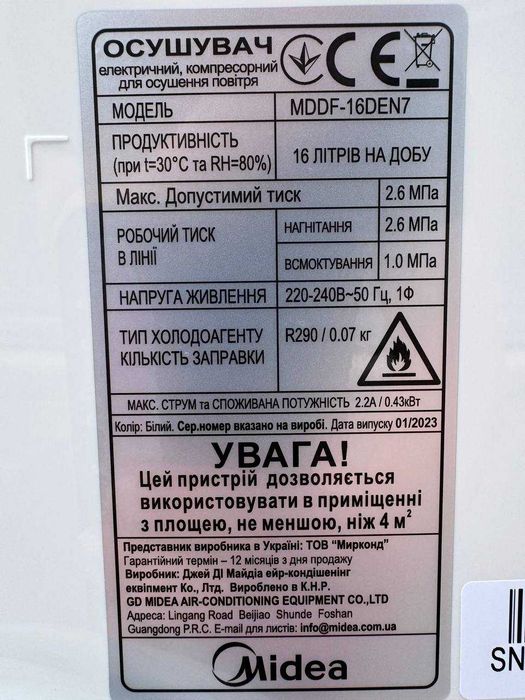 ОСУШУВАЧ
електричний, компресорний
для осушення повітря
CE
МОДЕЛЬ
MDDF-16DEN7
ПРОДУКТИВНІСТЬ
(при t=30°C та RH=80%)
16 ЛІТРІВ НА ДОБУ
Макс. Допустимий тиск
2.6 МПа
РОБОЧИЙ ТИСК
В ЛІНІЇ
НАГНІТАННЯ
2.6 МПа
ВСМОКТУВАННЯ
1.0 МПа
НАПРУГА ЖИВЛЕННЯ
220-240В~50 Гц, 1Ф
ТИП ХОЛОДОАГЕНТУ
КІЛЬКІСТЬ ЗАПРАВКИ
R290 / 0.07 кг
МАКС. СТРУМ та СПОЖИВАНА ПОТУЖНІСТЬ 2.2А / 0.43кВт
Колір: Білий. Сер.номер вказано на виробі. Дата випуску 01/2023
УВАГА!
Цей пристрій дозволяється
використовувати в приміщенні
з площею, не меншою, ніж 4 м²
Представник виробника в Україні: ТОВ "Мирконд"
Гарантійний термін – 12 місяців з дня продажу
Виробник: Джей ДІ Майдіа ейр-кондішенінг
еквіпмент Ко., Лтд. Вироблено в К.Н.Р.
GD MIDEA AIR-CONDITIONING EQUIPMENT CO.,LTD
Адреса: Lingang Road Beijiao Shunde Foshan
Guangdong P.R.C. E-mail для листів: info@midea.com.ua
Midea
SN